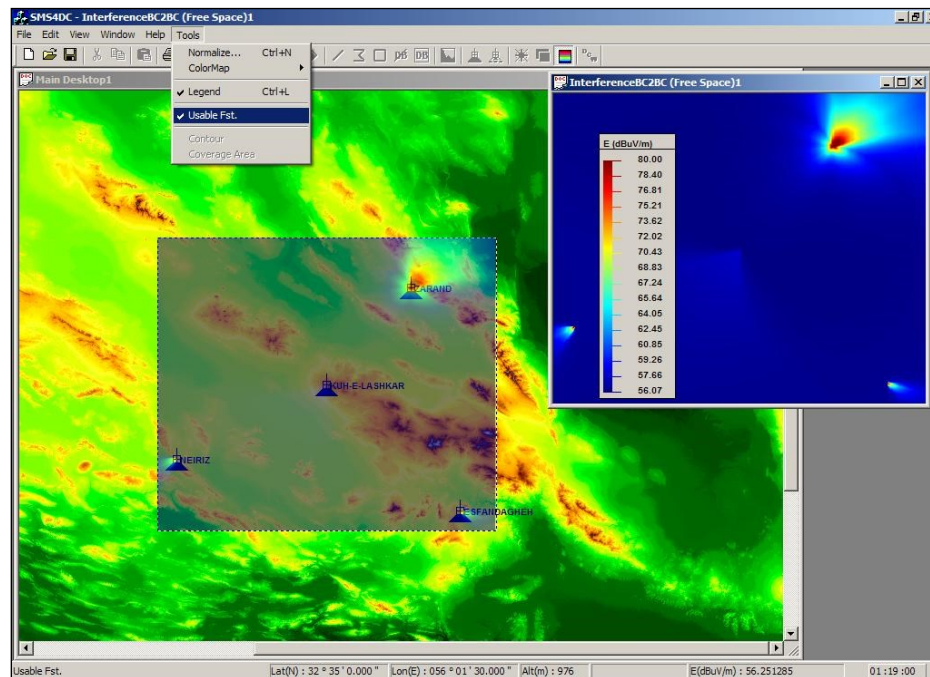 SMS4DC - InterferenceBC2BC (Free Space)1
File Edit View Window Help Tools
Normalize... Ctrl+N
ColorMap
Legend Ctrl+L
Usable Fst.
Contour
Coverage Area
DB
Main Desktop1
InterferenceBC2BC (Free Space)1
E (dBuV/m)
80.00
78.40
76.81
75.21
73.62
72.02
70.43
68.83
67.24
65.64
64.05
62.45
60.85
59.26
57.66
56.07
ZARAND
KUH-E-LASHKAR
NEIRIZ
ESFANDAGHEH
Usable Fst. Lat(N) : 32 ° 35 ' 0.000 " Lon(E) : 056 ° 01 ' 30.000 " Alt(m) : 976 E(dBuV/m) : 56.251285 01 : 19 : 00